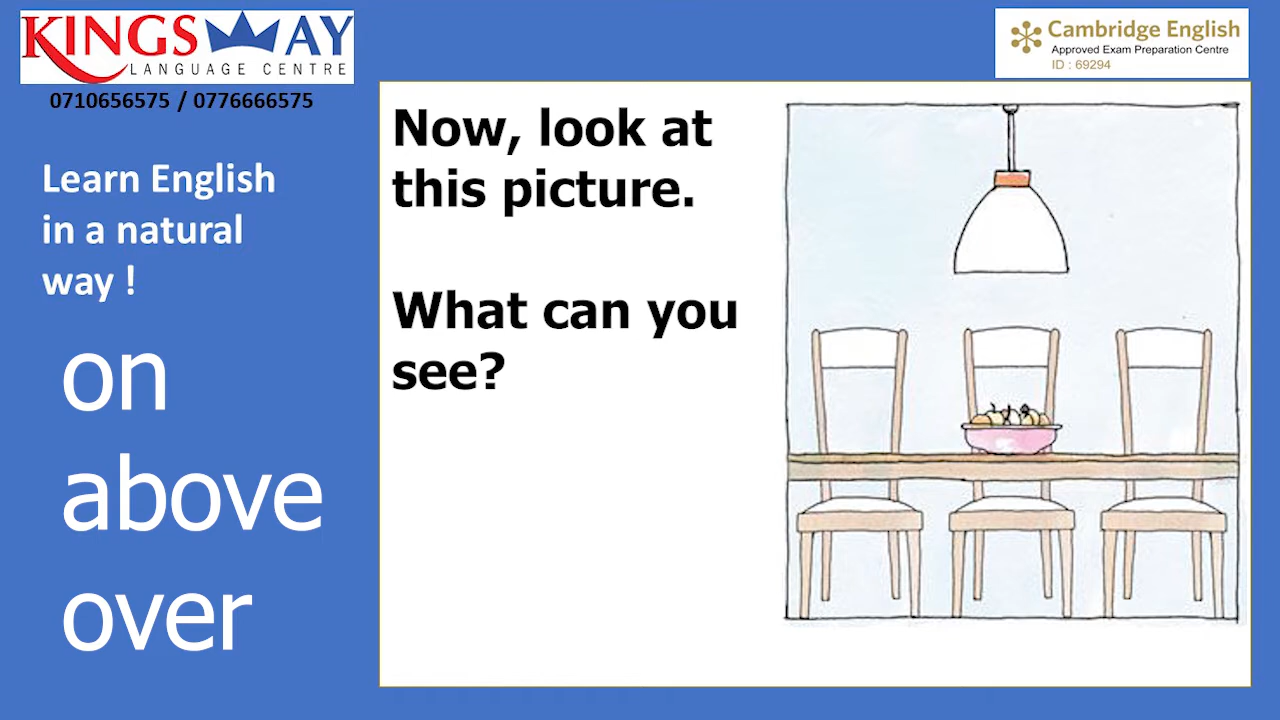 KINGSWAY
LANGUAGE CENTRE
0710656575 / 0776666575
Cambridge English
Approved Exam Preparation Centre
ID : 69294
Learn English
in a natural
way !
on
above
over
Now, look at
this picture.
What can you
see?